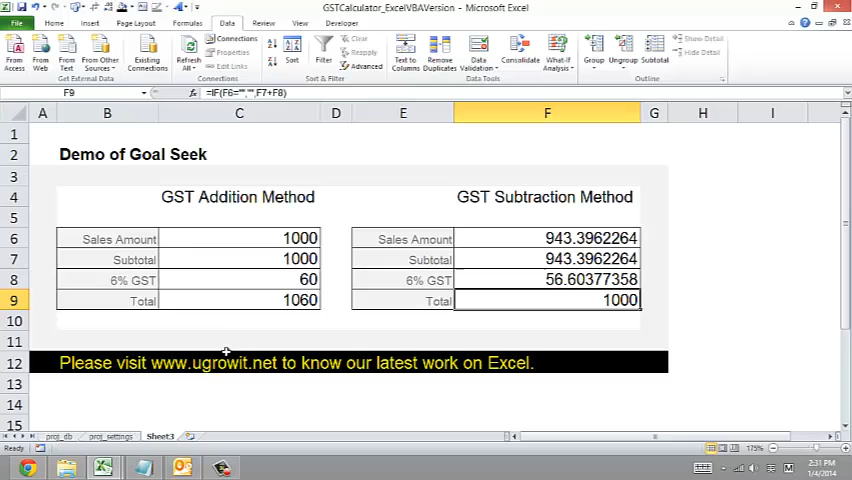 GSTCalculator_ExcelVBAVersion - Microsoft Excel
File Home Insert Page Layout Formulas Data Review View Developer
From Access
From Web
From Text
From Other Sources
Existing Connections
Refresh All
Connections
Properties
Edit Links
Sort
Filter
Clear
Reapply
Advanced
Text to Columns
Remove Duplicates
Data Validation
Consolidate
What-If Analysis
Group
Ungroup
Subtotal
Show Detail
Hide Detail
Get External Data Connections Sort & Filter Data Tools Outline
F9 fx =IF(F6="","",F7+F8)
A B C D E F G H I
1
2 Demo of Goal Seek
3
4 GST Addition Method GST Subtraction Method
5
6 Sales Amount 1000 Sales Amount 943.3962264
7 Subtotal 1000 Subtotal 943.3962264
8 6% GST 60 6% GST 56.60377358
9 Total 1060 Total 1000
10
11
12 Please visit www.ugrowit.net to know our latest work on Excel.
13
14
15
proj_db proj_settings Sheet3
Ready 175%
2:31 PM
1/4/2014